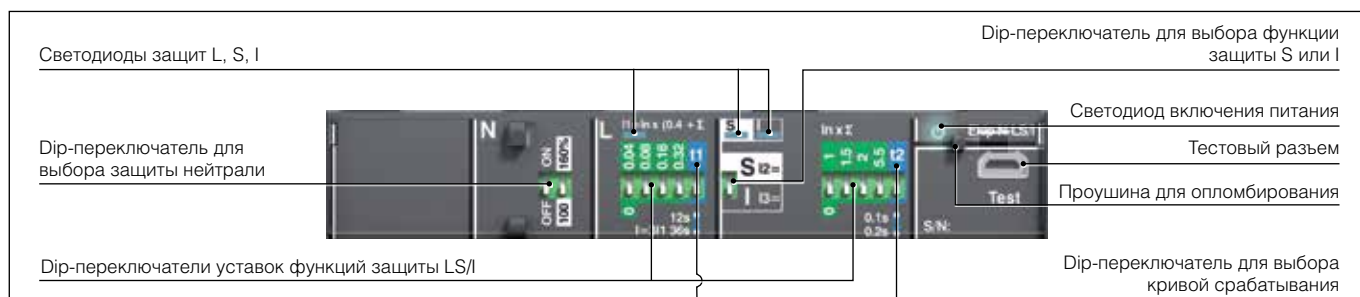 Светодиоды защит L, S, I
Dip-переключатель для выбора функции
защиты S или I
Светодиод включения питания
Dip-переключатель для
выбора защиты нейтрали
Тестовый разъем
Проушина для опломбирования
Dip-переключатели уставок функций защиты LS/I
Dip-переключатель для выбора
кривой срабатывания
N
OFF ON
100 160%
L
0.04
0.08
0.16
0.32
t1
0
12s
36s
S I
S I2=
I I3=
In x Σ
1
1.5
2
5.5
t2
0
0.1s
0.2s
Test
S/N: